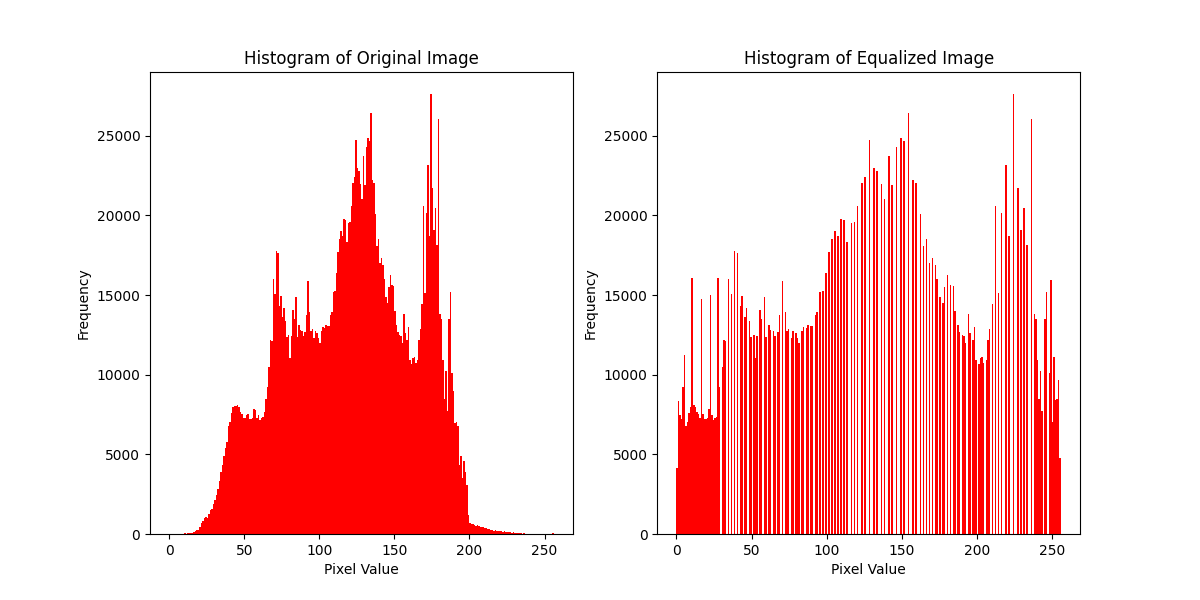 Histogram of Original Image
25000
20000
15000
10000
5000
0
Frequency
0 50 100 150 200 250
Pixel Value
Histogram of Equalized Image
25000
20000
15000
10000
5000
0
Frequency
0 50 100 150 200 250
Pixel Value